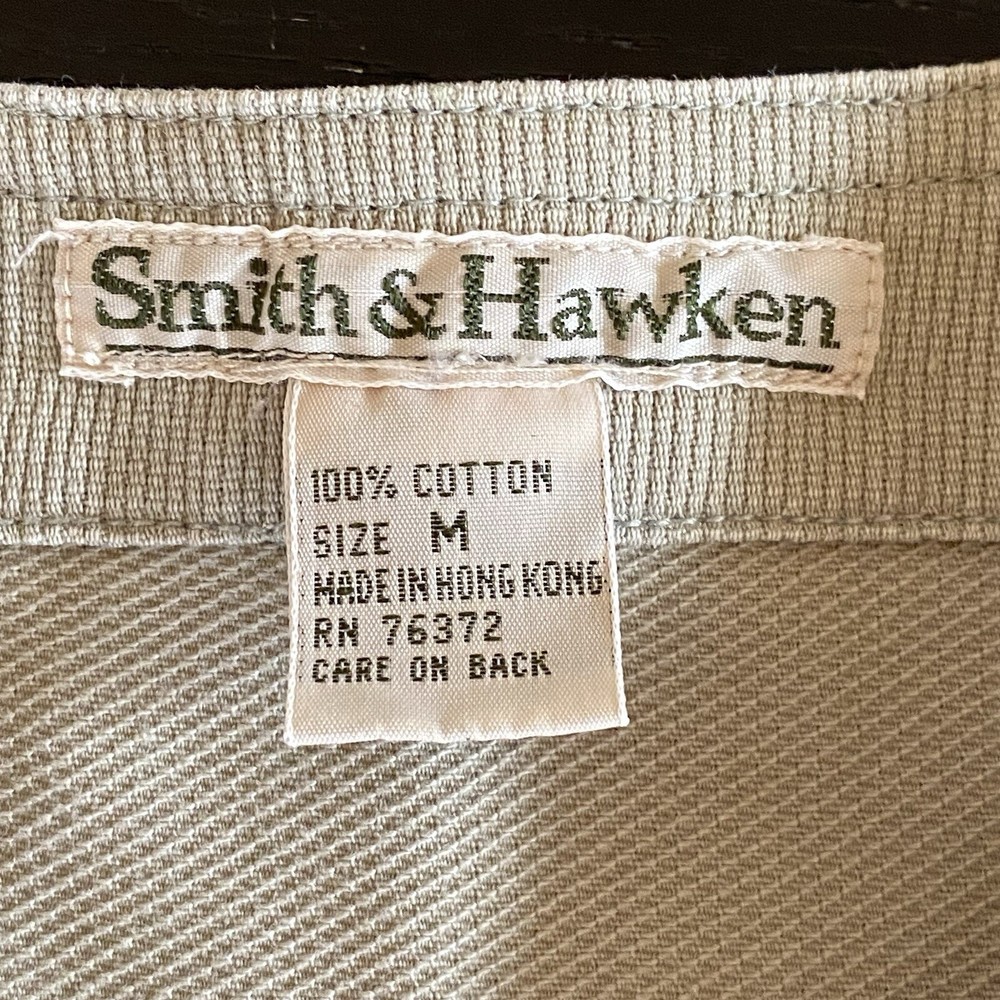 Smith & Hawken
100% COTTON
SIZE M
MADE IN HONG KONG
RN 76372
CARE ON BACK